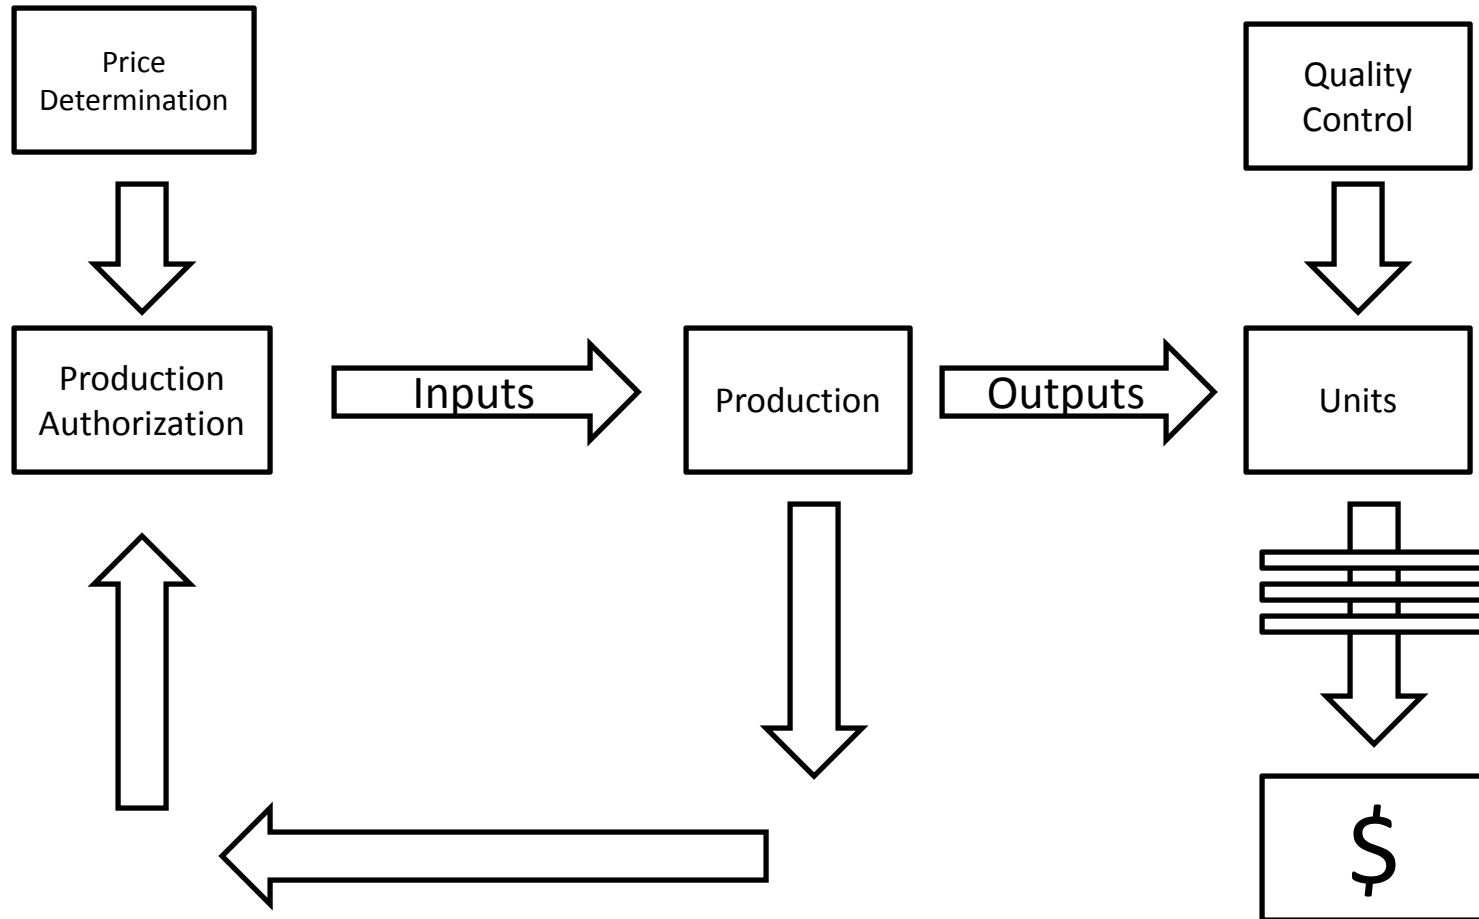 Price
Determination
Quality
Control
Production
Authorization
Inputs
Production
Outputs
Units
$